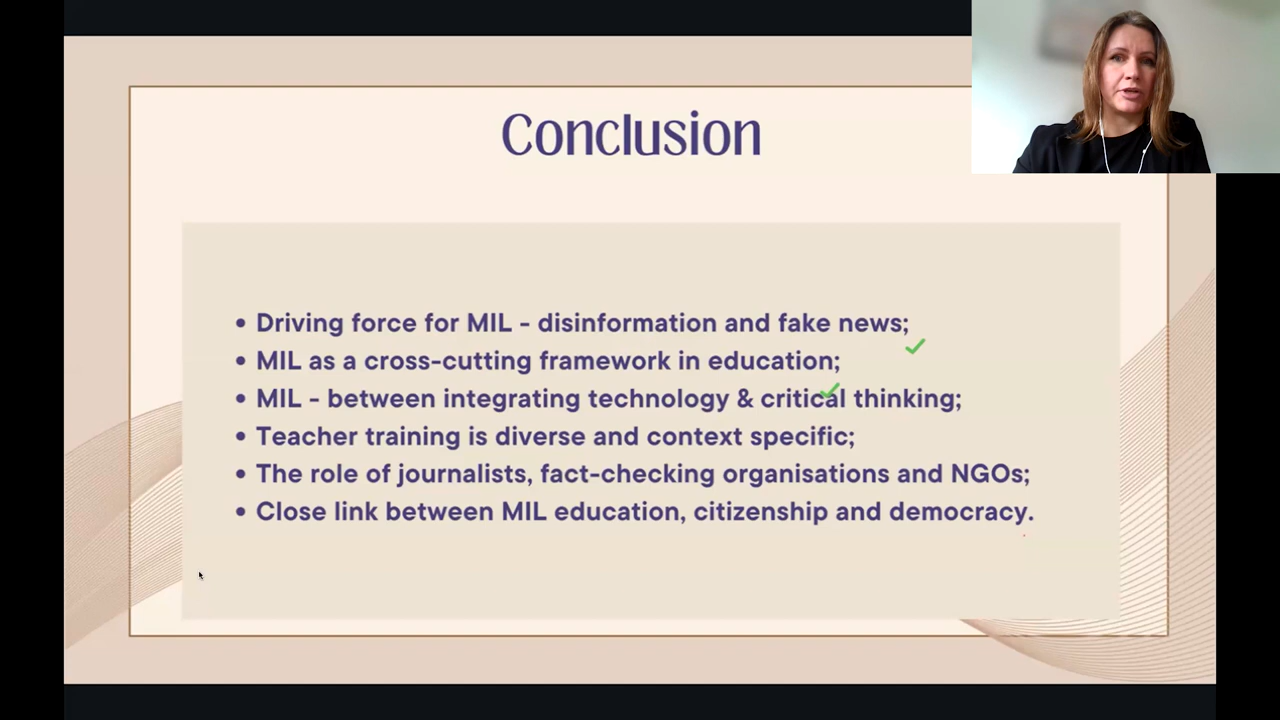 Conclusion
• Driving force for MIL - disinformation and fake news;
• MIL as a cross-cutting framework in education;
• MIL - between integrating technology & critical thinking;
• Teacher training is diverse and context specific;
• The role of journalists, fact-checking organisations and NGOs;
• Close link between MIL education, citizenship and democracy.